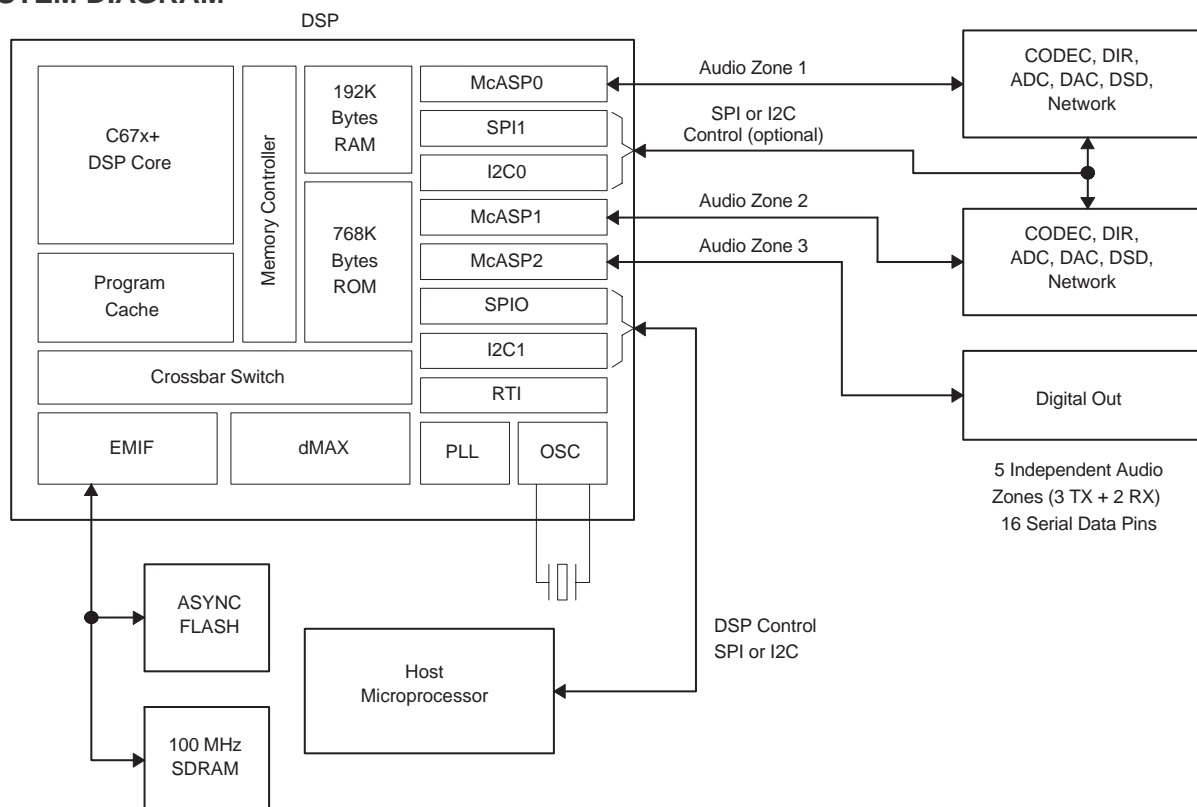 DSP
C67x+
DSP Core
Program
Cache
Memory Controller
192K
Bytes
RAM
768K
Bytes
ROM
McASP0
SPI1
I2C0
McASP1
McASP2
SPIO
I2C1
RTI
Crossbar Switch
EMIF
dMAX
PLL
OSC
Audio Zone 1
SPI or I2C
Control (optional)
Audio Zone 2
Audio Zone 3
CODEC, DIR,
ADC, DAC, DSD,
Network
CODEC, DIR,
ADC, DAC, DSD,
Network
Digital Out
5 Independent Audio
Zones (3 TX + 2 RX)
16 Serial Data Pins
ASYNC
FLASH
100 MHz
SDRAM
Host
Microprocessor
DSP Control
SPI or I2C